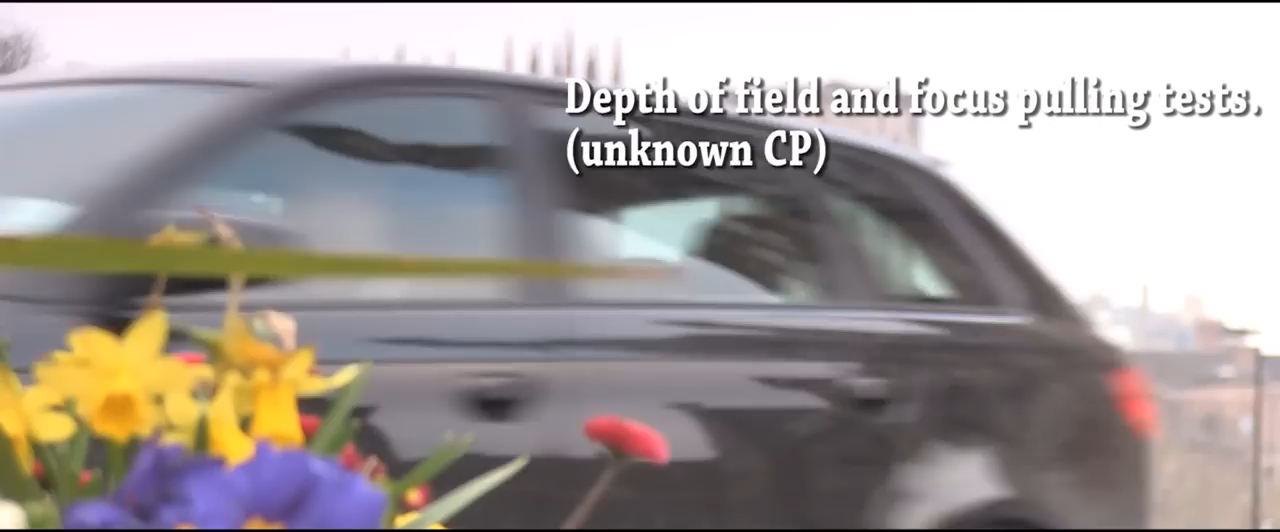 Depth of field and focus pulling tests.
(unknown CP)